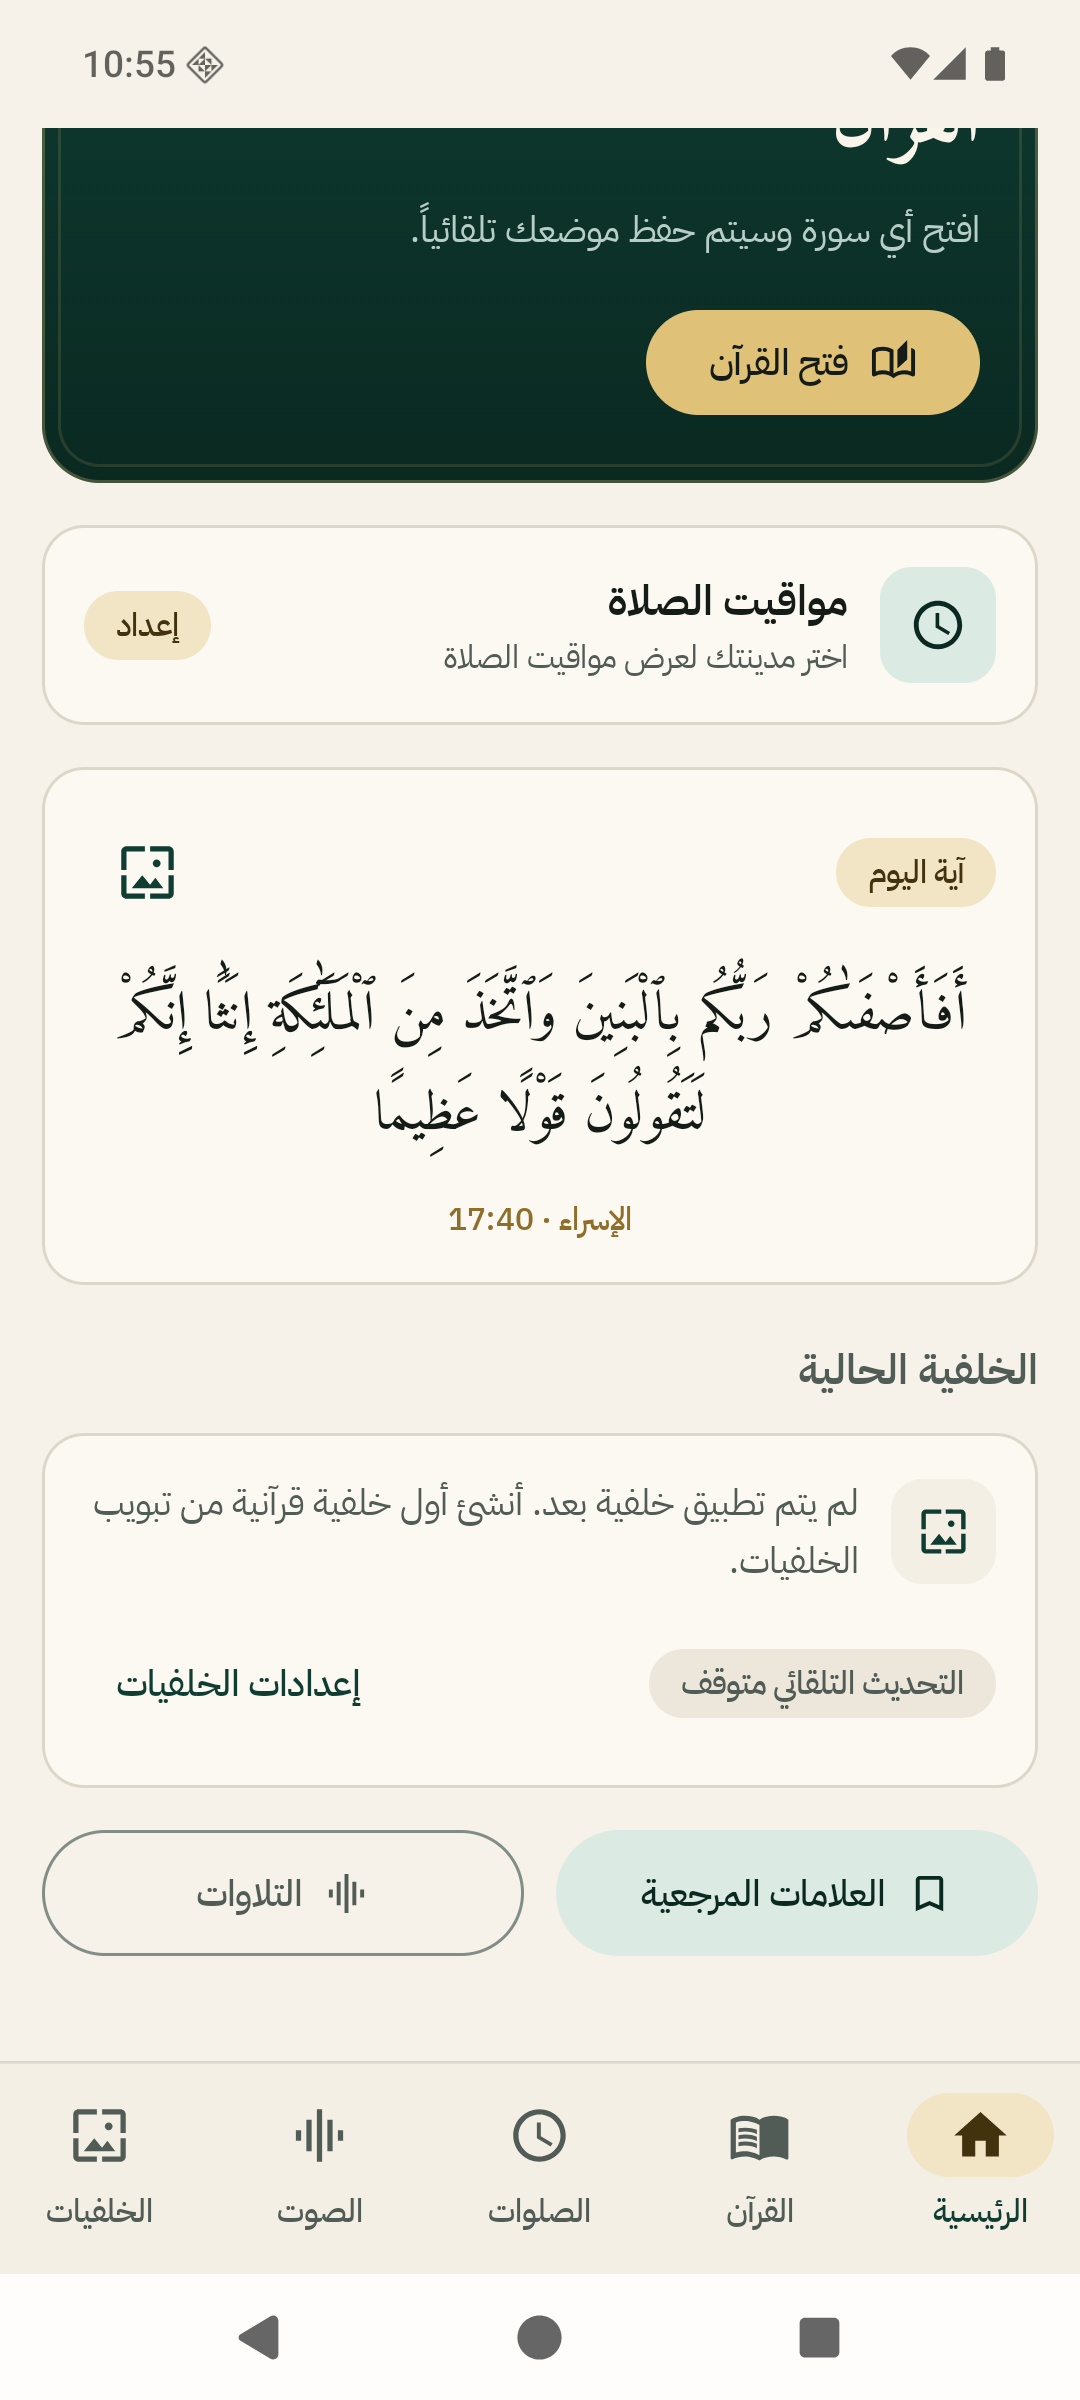 10:55
القرآن
افتح أي سورة وسيتم حفظ موضعك تلقائياً.
فتح القرآن
مواقيت الصلاة
اختر مدينتك لعرض مواقيت الصلاة
إعداد
آية اليوم
أَفَأَصْفَىٰكُمْ رَبُّكُم بِٱلْبَنِينَ وَٱتَّخَذَ مِنَ ٱلْمَلَٰٓئِكَةِ إِنَٰثًا إِنَّكُمْ
لَتَقُولُونَ قَوْلًا عَظِيمًا
الإسراء · 17:40
الخلفية الحالية
لم يتم تطبيق خلفية بعد. أنشئ أول خلفية قرآنية من تبويب
الخلفيات.
التحديث التلقائي متوقف
إعدادات الخلفيات
العلامات المرجعية
التلاوات
الرئيسية
القرآن
الصلوات
الصوت
الخلفيات